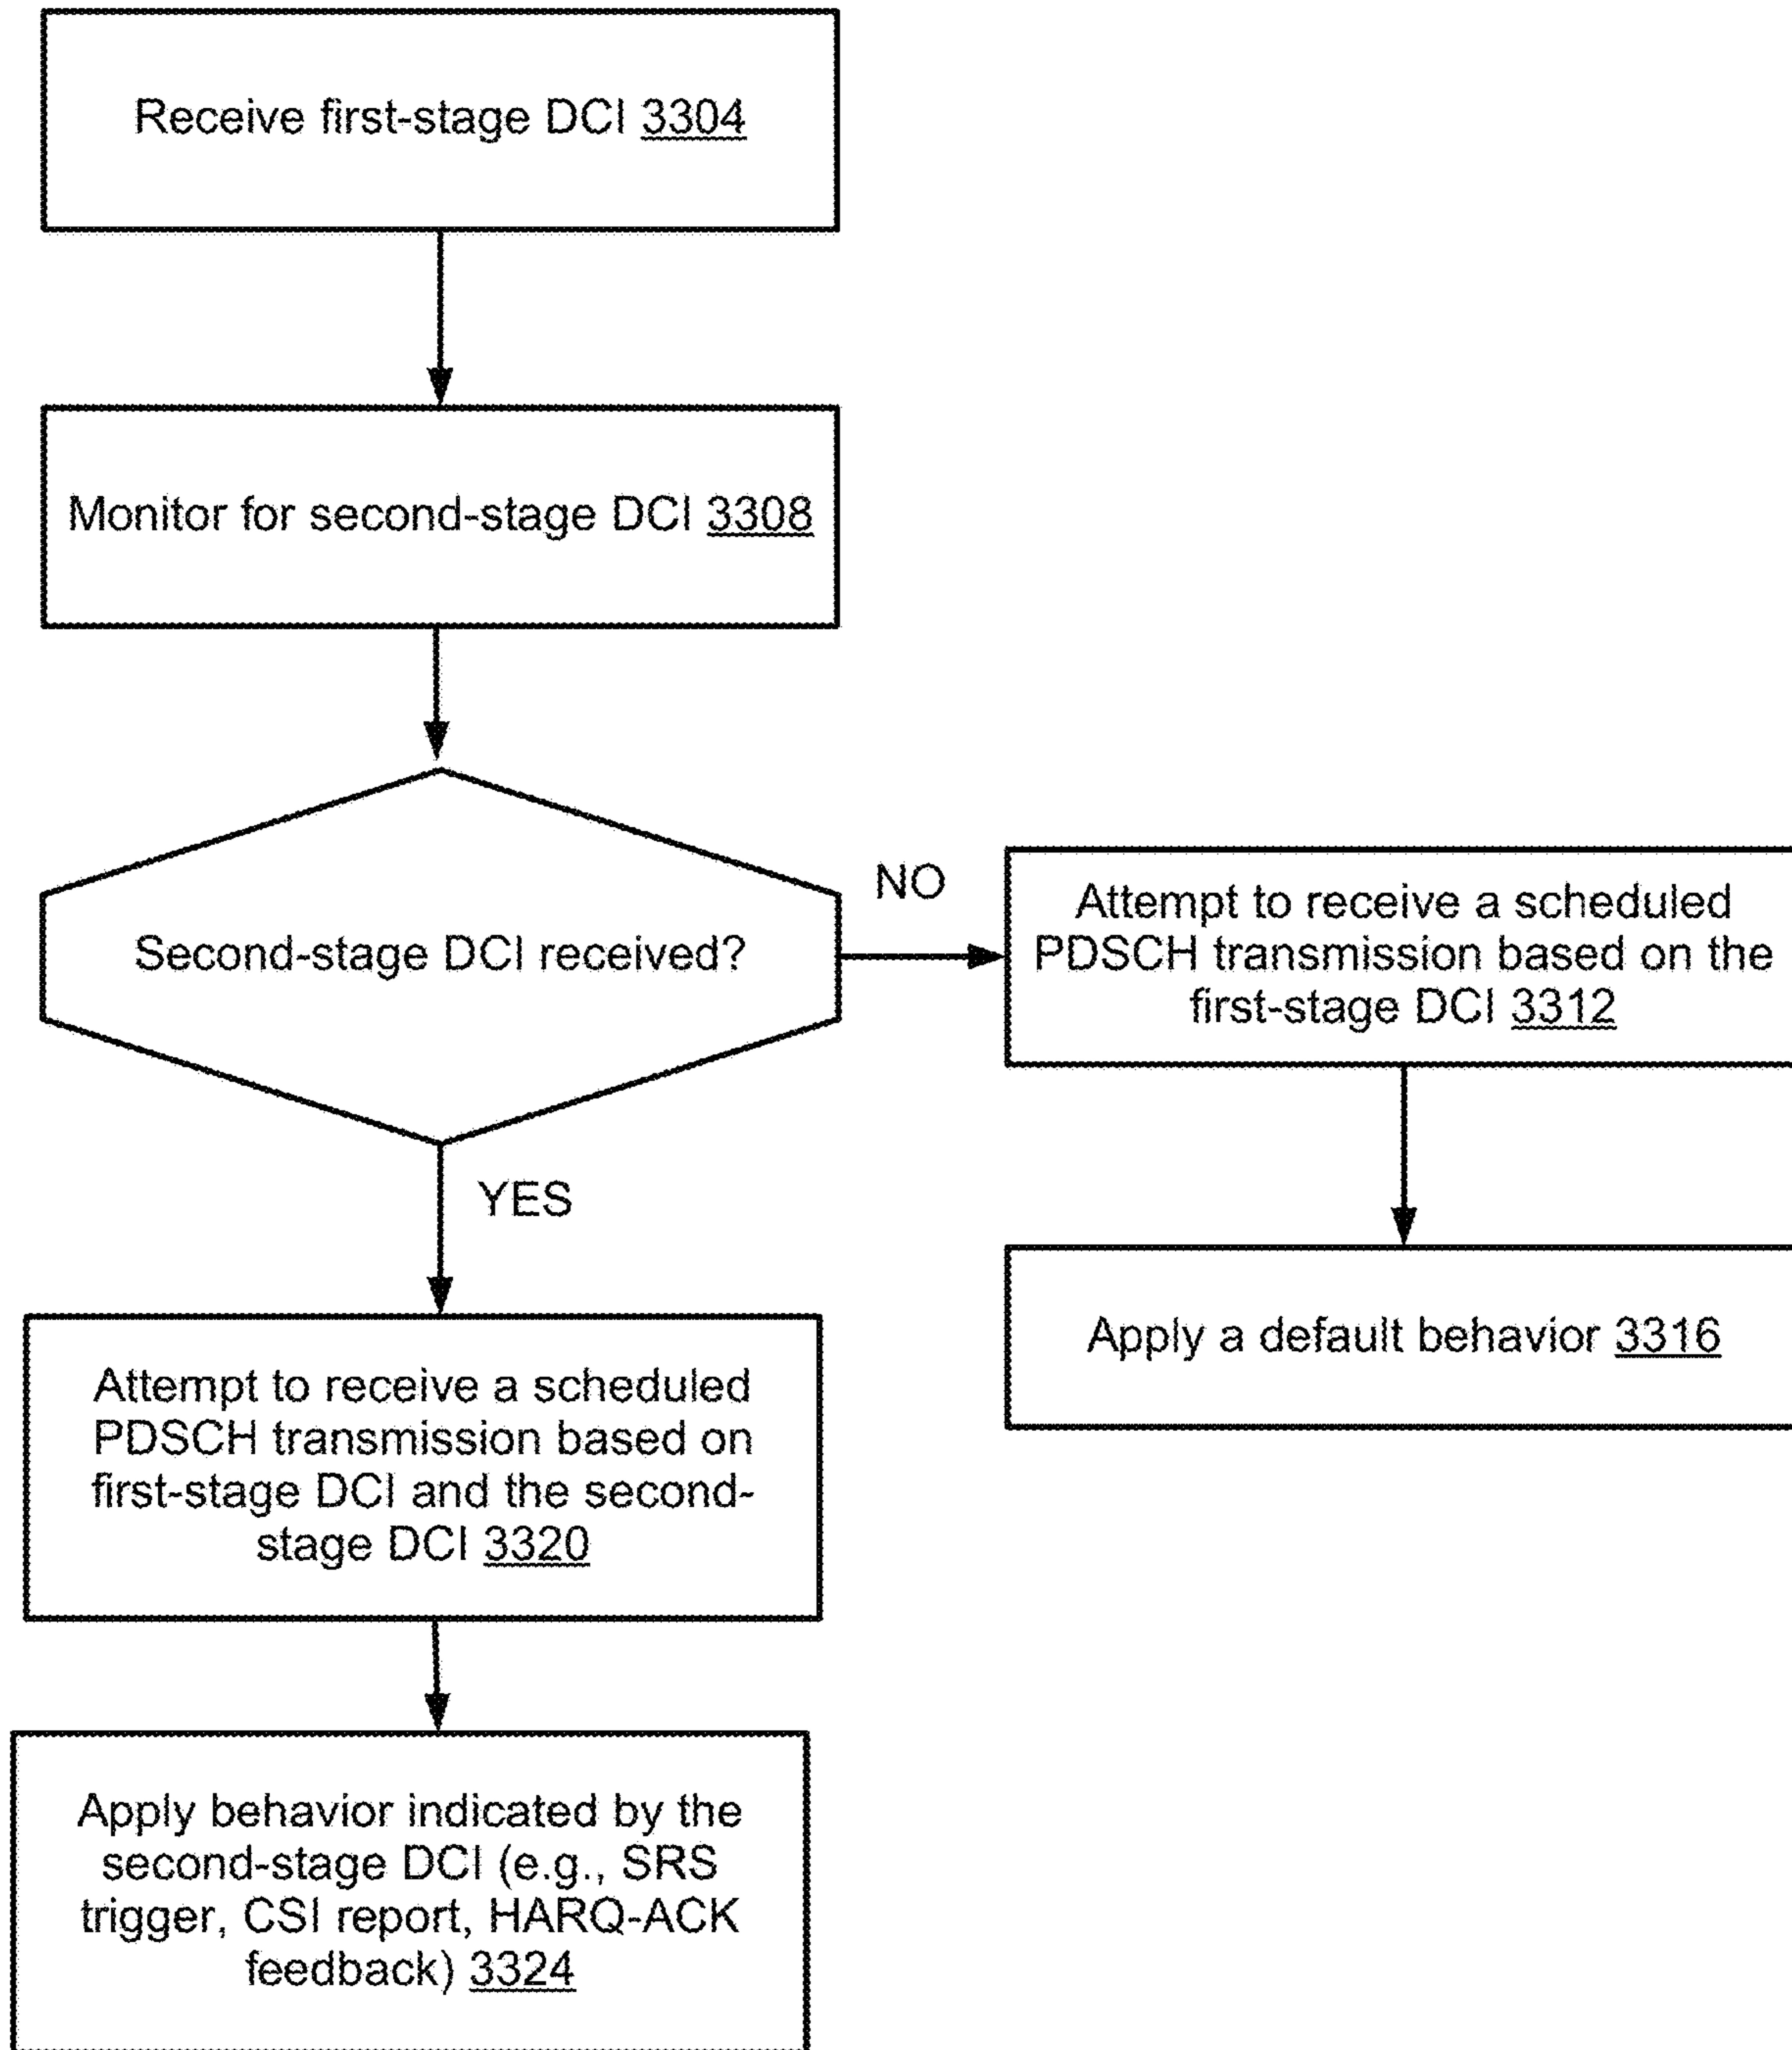 Receive first-stage DCI 3304
Monitor for second-stage DCI 3308
Second-stage DCI received?
NO
Attempt to receive a scheduled
PDSCH transmission based on the
first-stage DCI 3312
Apply a default behavior 3316
YES
Attempt to receive a scheduled
PDSCH transmission based on
first-stage DCI and the second-
stage DCI 3320
Apply behavior indicated by the
second-stage DCI (e.g., SRS
trigger, CSI report, HARQ-ACK
feedback) 3324